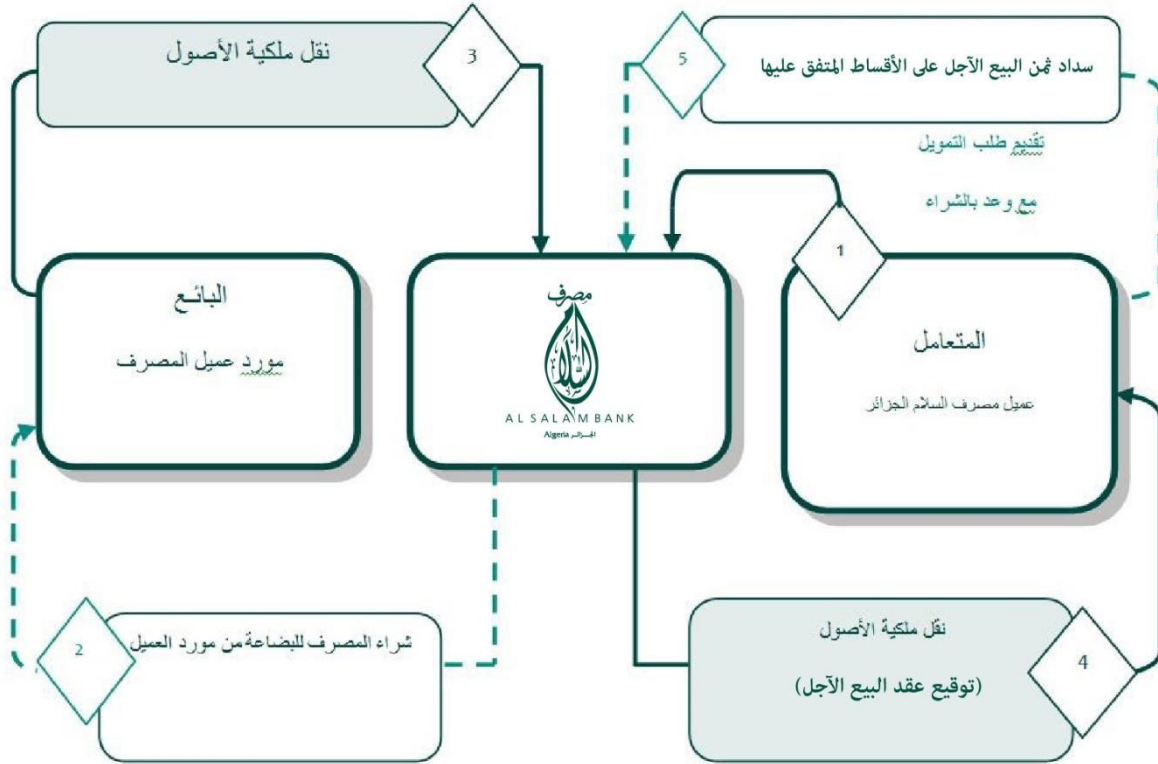 نقل ملكية الأصول
3
5
سداد ثمن البيع الآجل على الأقساط المتفق عليها
تقديم طلب التمويل
مع وعد بالشراء
1
المتعامل
عميل مصرف السلام الجزائر
مصرف
السلام
AL SALAM BANK
Algeria الجزائر
البائع
مورد عميل المصرف
2
شراء المصرف للبضاعة من مورد العميل
نقل ملكية الأصول
(توقيع عقد البيع الآجل)
4